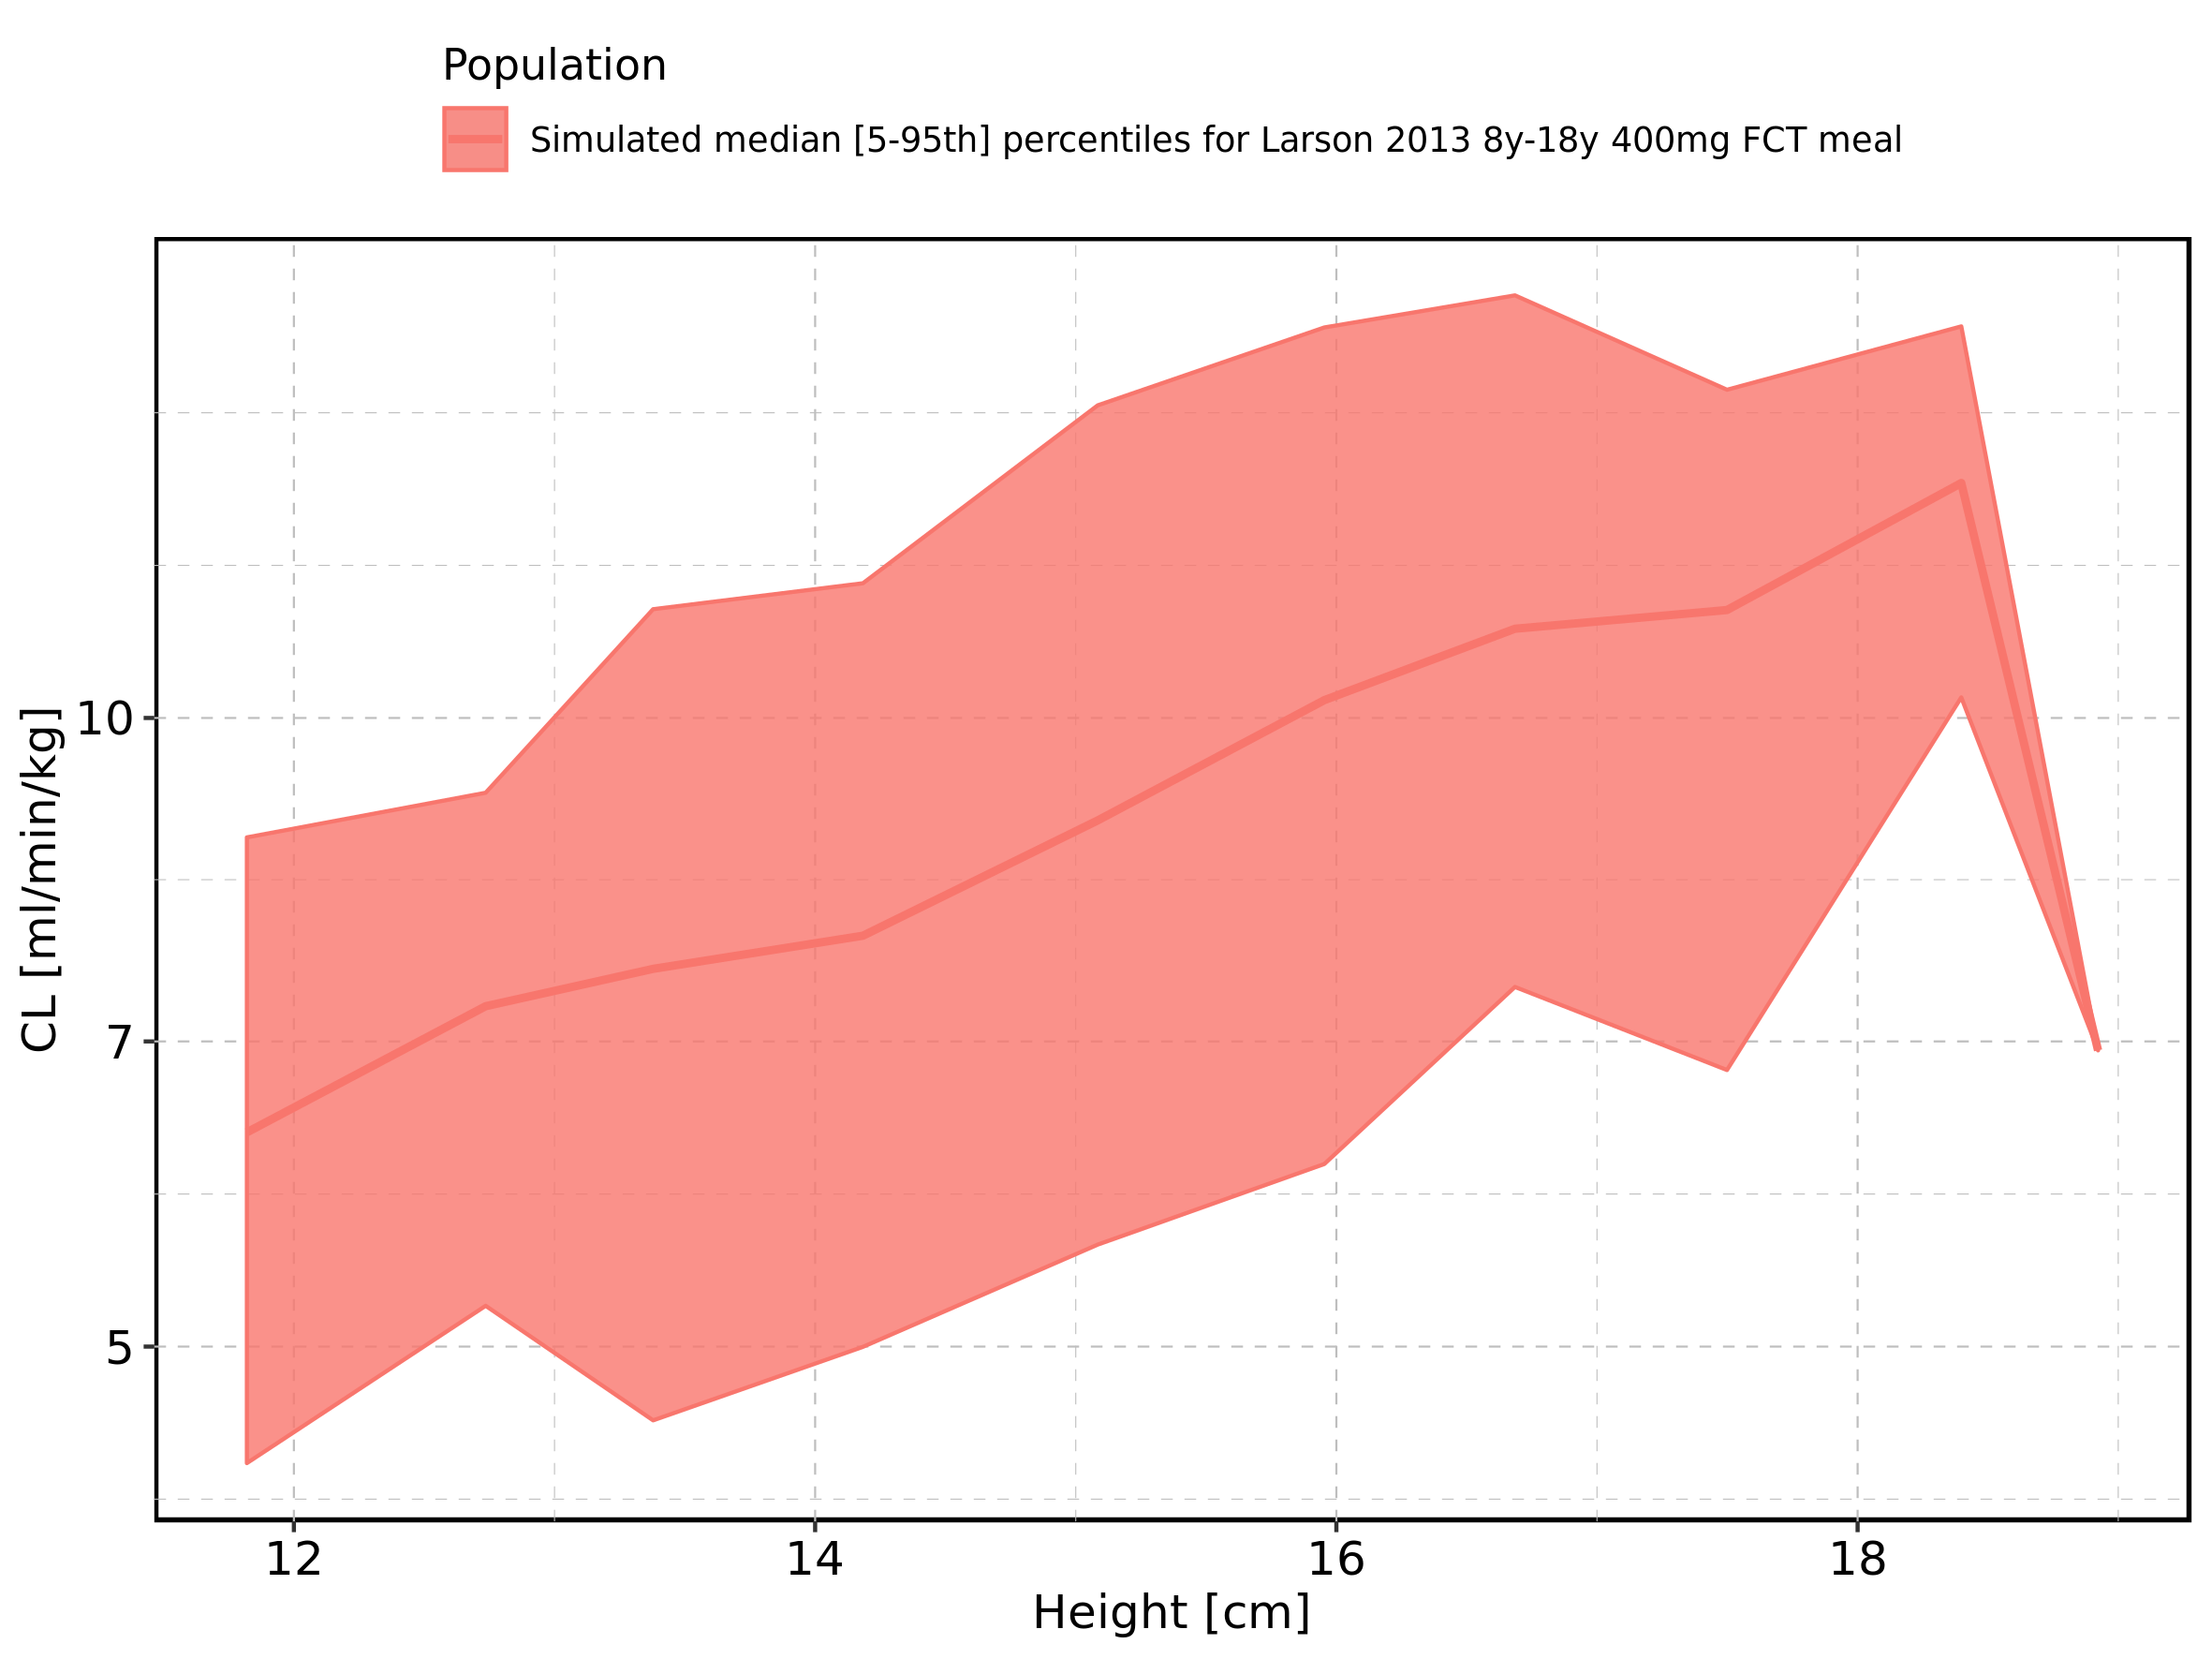 Population
Simulated median [5-95th] percentiles for Larson 2013 8y-18y 400mg FCT meal
CL [ml/min/kg]
10
7
5
12 14 16 18
Height [cm]